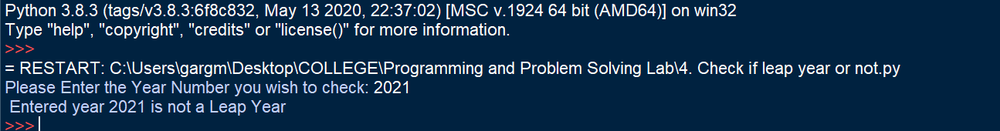 Python 3.8.3 (tags/v3.8.3:6f8c832, May 13 2020, 22:37:02) [MSC v.1924 64 bit (AMD64)] on win32
Type "help", "copyright", "credits" or "license()" for more information.
>>>
= RESTART: C:\Users\gargm\Desktop\COLLEGE\Programming and Problem Solving Lab\4. Check if leap year or not.py
Please Enter the Year Number you wish to check: 2021
 Entered year 2021 is not a Leap Year
>>>